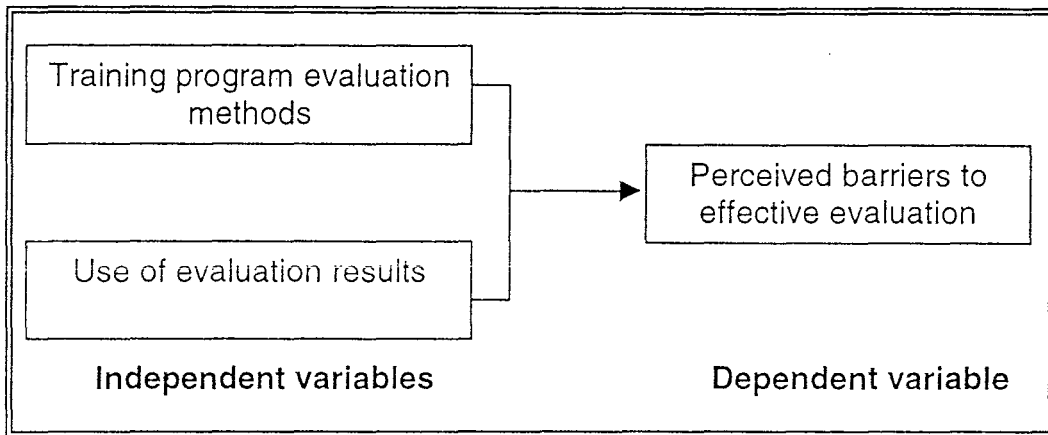 Training program evaluation
methods
Perceived barriers to
effective evaluation
Use of evaluation results
Independent variables
Dependent variable